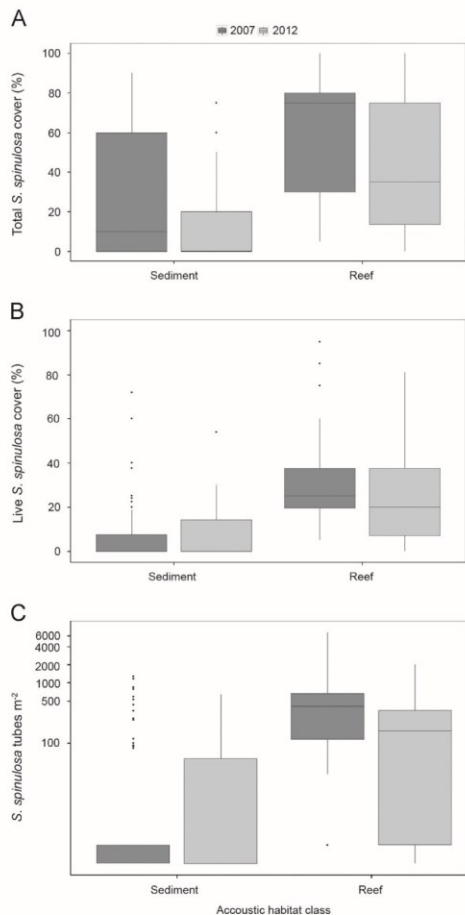 A
2007 2012
Total S. spinulosa cover (%)
100
80
60
40
20
0
Sediment Reef
B
Live S. spinulosa cover (%)
100
80
60
40
20
0
Sediment Reef
C
S. spinulosa tubes m⁻²
6000
4000
2000
1000
500
100
Sediment Reef
Accoustic habitat class